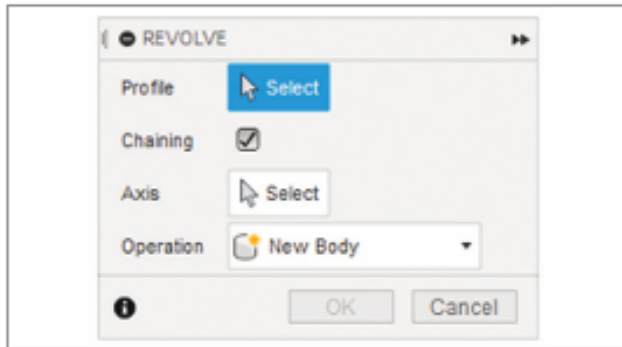 REVOLVE
Profile Select
Chaining
Axis Select
Operation New Body
OK Cancel